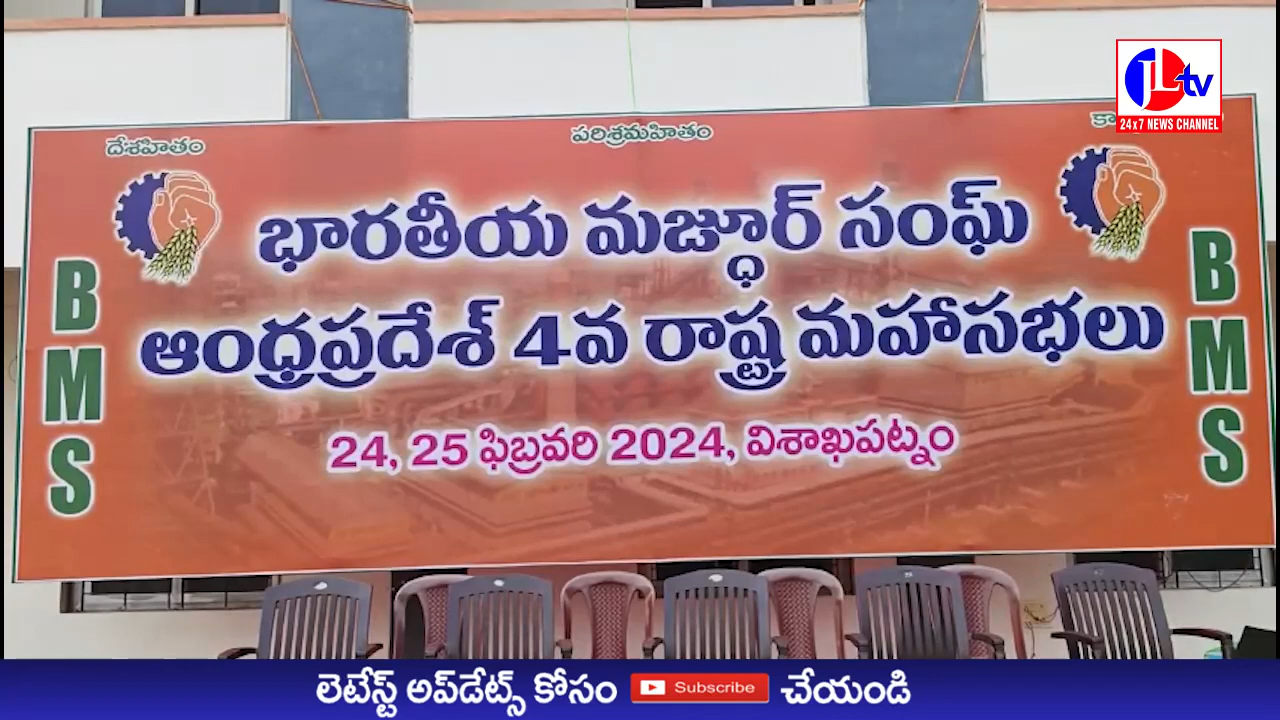 JL tv
24x7 NEWS CHANNEL
దేశహితం
పరిశ్రమహితం
భారతీయ మజ్దూర్ సంఘ్
ఆంధ్రప్రదేశ్ 4వ రాష్ట్ర మహాసభలు
24, 25 ఫిబ్రవరి 2024, విశాఖపట్నం
BMS
BMS
లెటేస్ట్ అప్‌డేట్స్ కోసం Subscribe చేయండి